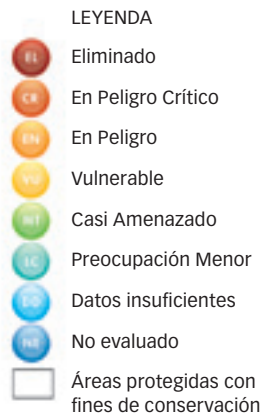 LEYENDA
EL Eliminado
CR En Peligro Crítico
EN En Peligro
VU Vulnerable
NT Casi Amenazado
LC Preocupación Menor
DD Datos insuficientes
NE No evaluado
Áreas protegidas con
fines de conservación